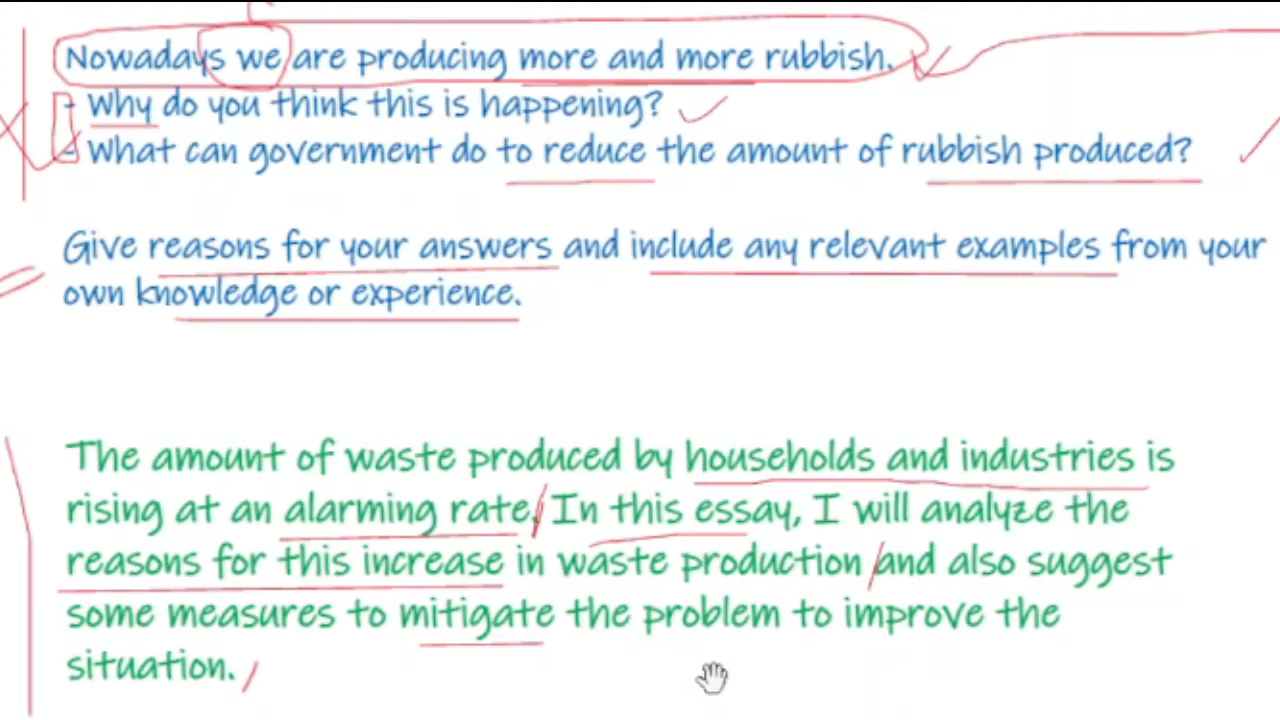 Nowadays we are producing more and more rubbish.
- Why do you think this is happening?
- What can government do to reduce the amount of rubbish produced?
Give reasons for your answers and include any relevant examples from your
own knowledge or experience.
The amount of waste produced by households and industries is
rising at an alarming rate. In this essay, I will analyze the
reasons for this increase in waste production and also suggest
some measures to mitigate the problem to improve the
situation.